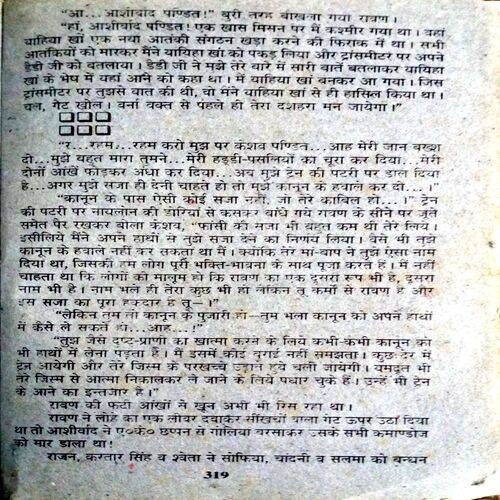 "आ... आशीर्वाद पण्डित!" बुरी तरह बौखला गया रावण।
"हां, आशीर्वाद पण्डित! एक खास मिसन पर मैं कश्मीर गया था। वहां
याहिया खां एक नया आतंकी संगठन खड़ा करने की फिराक में था। सभी
आतंकियों को मारकर मैंने यायिहा खां को पकड़ लिया और ट्रांसमीटर पर अपने
डैडी जी को बतलाया। डैडी जी ने मुझे तेरे बारे में सारी बातें बतलाकर यायिहा
खां के भेष में यहां आने को कहा था। मैं याहिया खां बनकर आ गया। जिस
ट्रांसमीटर पर तुझसे बात की थी, वो मैंने याहिया खां से ही हासिल किया था।
चल, गेट खोल। वर्ना वक्त से पहले ही तेरा दशहरा मन जायेगा।"
"र...रहम...रहम करो मुझ पर केशव पण्डित...आह मेरी जान बख्श
दो...मुझे बहुत मारा तुमने...मेरी हड्डी-पसलियों का चूरा कर दिया...मेरी
दोनों आंखें फोड़कर अंधा कर दिया...अब मुझे ट्रेन की पटरी पर डाल दिया
है...अगर मुझे सजा ही देनी चाहते हो तो मुझे कानून के हवाले कर दो...।"
"कानून के पास ऐसी कोई सजा नहीं, जो तेरे काबिल हो...।" ट्रेन
की पटरी पर नायलोन की डोरियों से कसकर बांधे गये रावण के सीने पर जूते
समेत पैर रखकर बोला केशव, "फांसी की सजा भी बहुत कम थी तेरे लिये।
इसीलिये मैंने अपने हाथों से तुझे सजा देने का निर्णय लिया। वैसे भी तुझे
कानून के हवाले नहीं कर सकता था मैं। क्योंकि तेरे मां-बाप ने तुझे ऐसा नाम
दिया था, जिसकी हम लोग पूरी भक्ति-भावना के साथ पूजा करते हैं। मैं नहीं
चाहता था कि लोगों को मालूम हो कि रावण का एक दूसरा रूप भी है, दूसरा
नाम भी है। नाम भले ही तेरा कुछ भी हो लेकिन तू कर्मों से रावण है और
इस सजा का पूरा हकदार है तू—।"
"लेकिन तुम तो कानून के पुजारी हो—तुम भला कानून को अपने हाथों
में कैसे ले सकते हो...आह...!"
"तुझ जैसे दुष्ट-प्राणी का खात्मा करने के लिये कभी-कभी कानून को
भी हाथों में लेना पड़ता है। मैं इसमें कोई बुराई नहीं समझता। कुछ देर में
ट्रेन आयेगी और तेरे जिस्म के परखच्चे उड़ाते हुये चली जायेगी। यमदूत भी
तेरे जिस्म से आत्मा निकालकर ले जाने के लिये पधार चुके हैं। उन्हें भी ट्रेन
के आने का इन्तजार है।"
रावण की फटी आंखों में खून अभी भी रिस रहा था।
रावण ने लोहे का एक लीवर दबाकर सींखचों वाला गेट ऊपर उठा दिया
था तो आशीर्वाद ने ए०के० छप्पन से गोलियां बरसाकर उसके सभी कमाण्डोज
को मार डाला था!
राजन, करतार सिंह व श्वेता ने सोफिया, चांदनी व सलमा को बन्धन
319